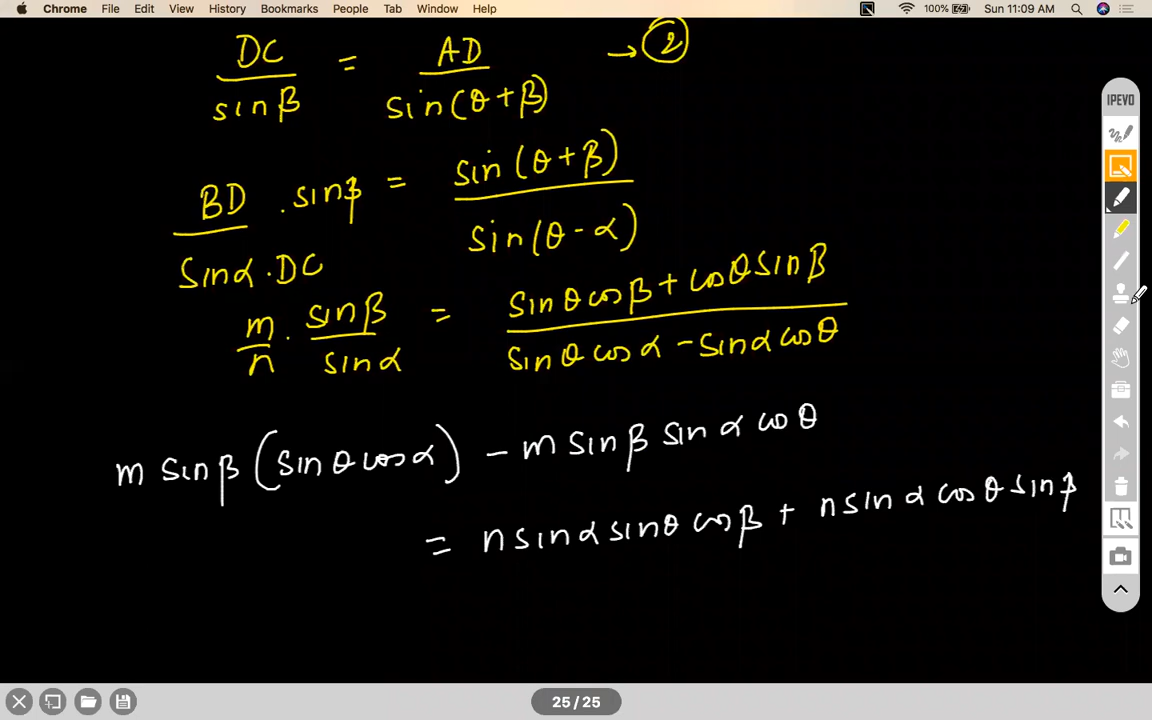 Chrome File Edit View History Bookmarks People Tab Window Help 100% Sun 11:09 AM
DC/sinβ = AD/sin(θ+β) → ②
BD/sinα·DC · sinβ = sin(θ+β)/sin(θ-α)
m/n · sinβ/sinα = sinθcosβ+cosθsinβ/sinθcosα-sinαcosθ
m sinβ(sinθcosα) - m sinβ sinα cosθ
= n sinα sinθ cosβ + n sinα cosθ sinβ
IPEVO
25/25